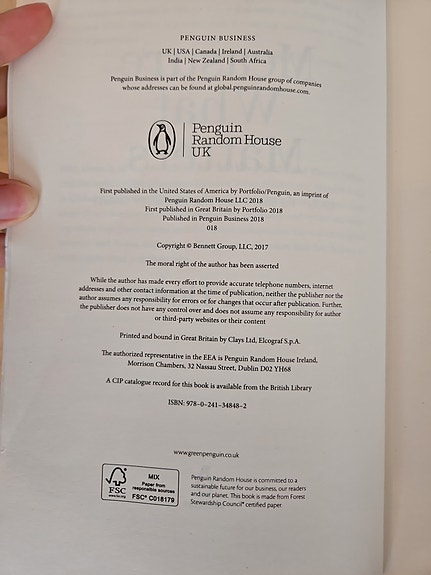 PENGUIN BUSINESS
UK | USA | Canada | Ireland | Australia
India | New Zealand | South Africa
Penguin Business is part of the Penguin Random House group of companies
whose addresses can be found at global.penguinrandomhouse.com.
Penguin
Random House
UK
First published in the United States of America by Portfolio/Penguin, an imprint of
Penguin Random House LLC 2018
First published in Great Britain by Portfolio 2018
Published in Penguin Business 2018
018
Copyright © Bennett Group, LLC, 2017
The moral right of the author has been asserted
While the author has made every effort to provide accurate telephone numbers, internet
addresses and other contact information at the time of publication, neither the publisher nor the
author assumes any responsibility for errors or for changes that occur after publication. Further,
the publisher does not have any control over and does not assume any responsibility for author
or third-party websites or their content
Printed and bound in Great Britain by Clays Ltd, Elcograf S.p.A.
The authorized representative in the EEA is Penguin Random House Ireland,
Morrison Chambers, 32 Nassau Street, Dublin D02 YH68
A CIP catalogue record for this book is available from the British Library
ISBN: 978-0-241-34848-2
www.greenpenguin.co.uk
FSC
www.fsc.org
MIX
Paper from
responsible sources
FSC® C018179
Penguin Random House is committed to a
sustainable future for our business, our readers
and our planet. This book is made from Forest
Stewardship Council® certified paper.